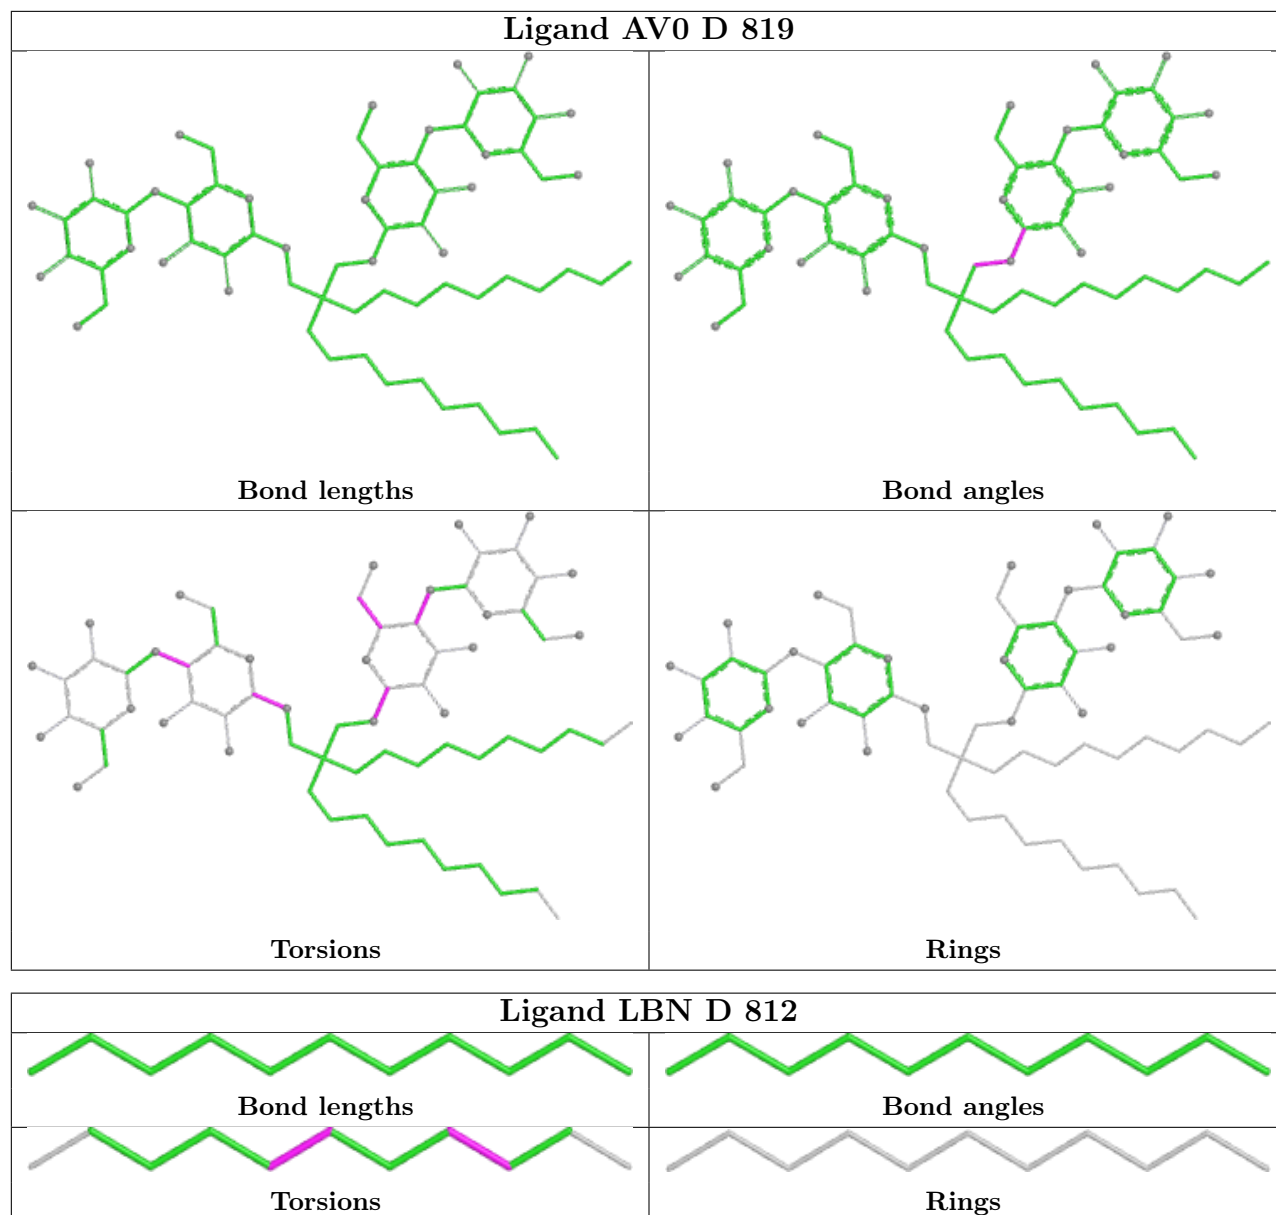 Ligand AV0 D 819
Bond lengths
Bond angles
Torsions
Rings
Ligand LBN D 812
Bond lengths
Bond angles
Torsions
Rings